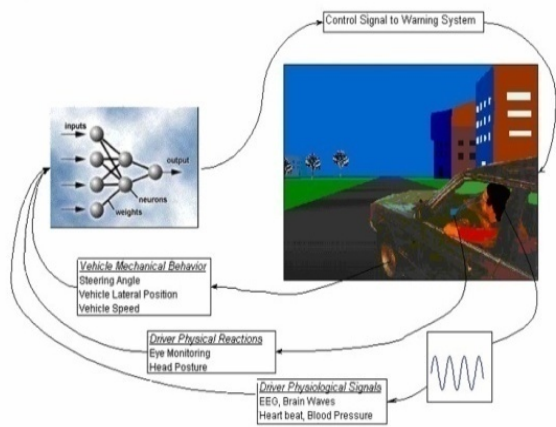 Control Signal to Warning System
inputs
output
neurons
weights
Vehicle Mechanical Behavior
Steering Angle
Vehicle Lateral Position
Vehicle Speed
Driver Physical Reactions
Eye Monitoring
Head Posture
Driver Physiological Signals
EEG, Brain Waves
Heart beat, Blood Pressure